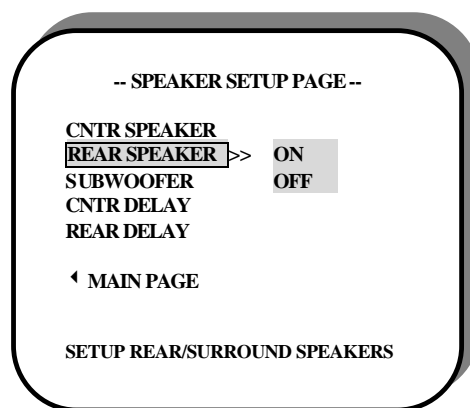 -- SPEAKER SETUP PAGE --
CNTR SPEAKER
REAR SPEAKER >> ON
SUBWOOFER OFF
CNTR DELAY
REAR DELAY
MAIN PAGE
SETUP REAR/SURROUND SPEAKERS